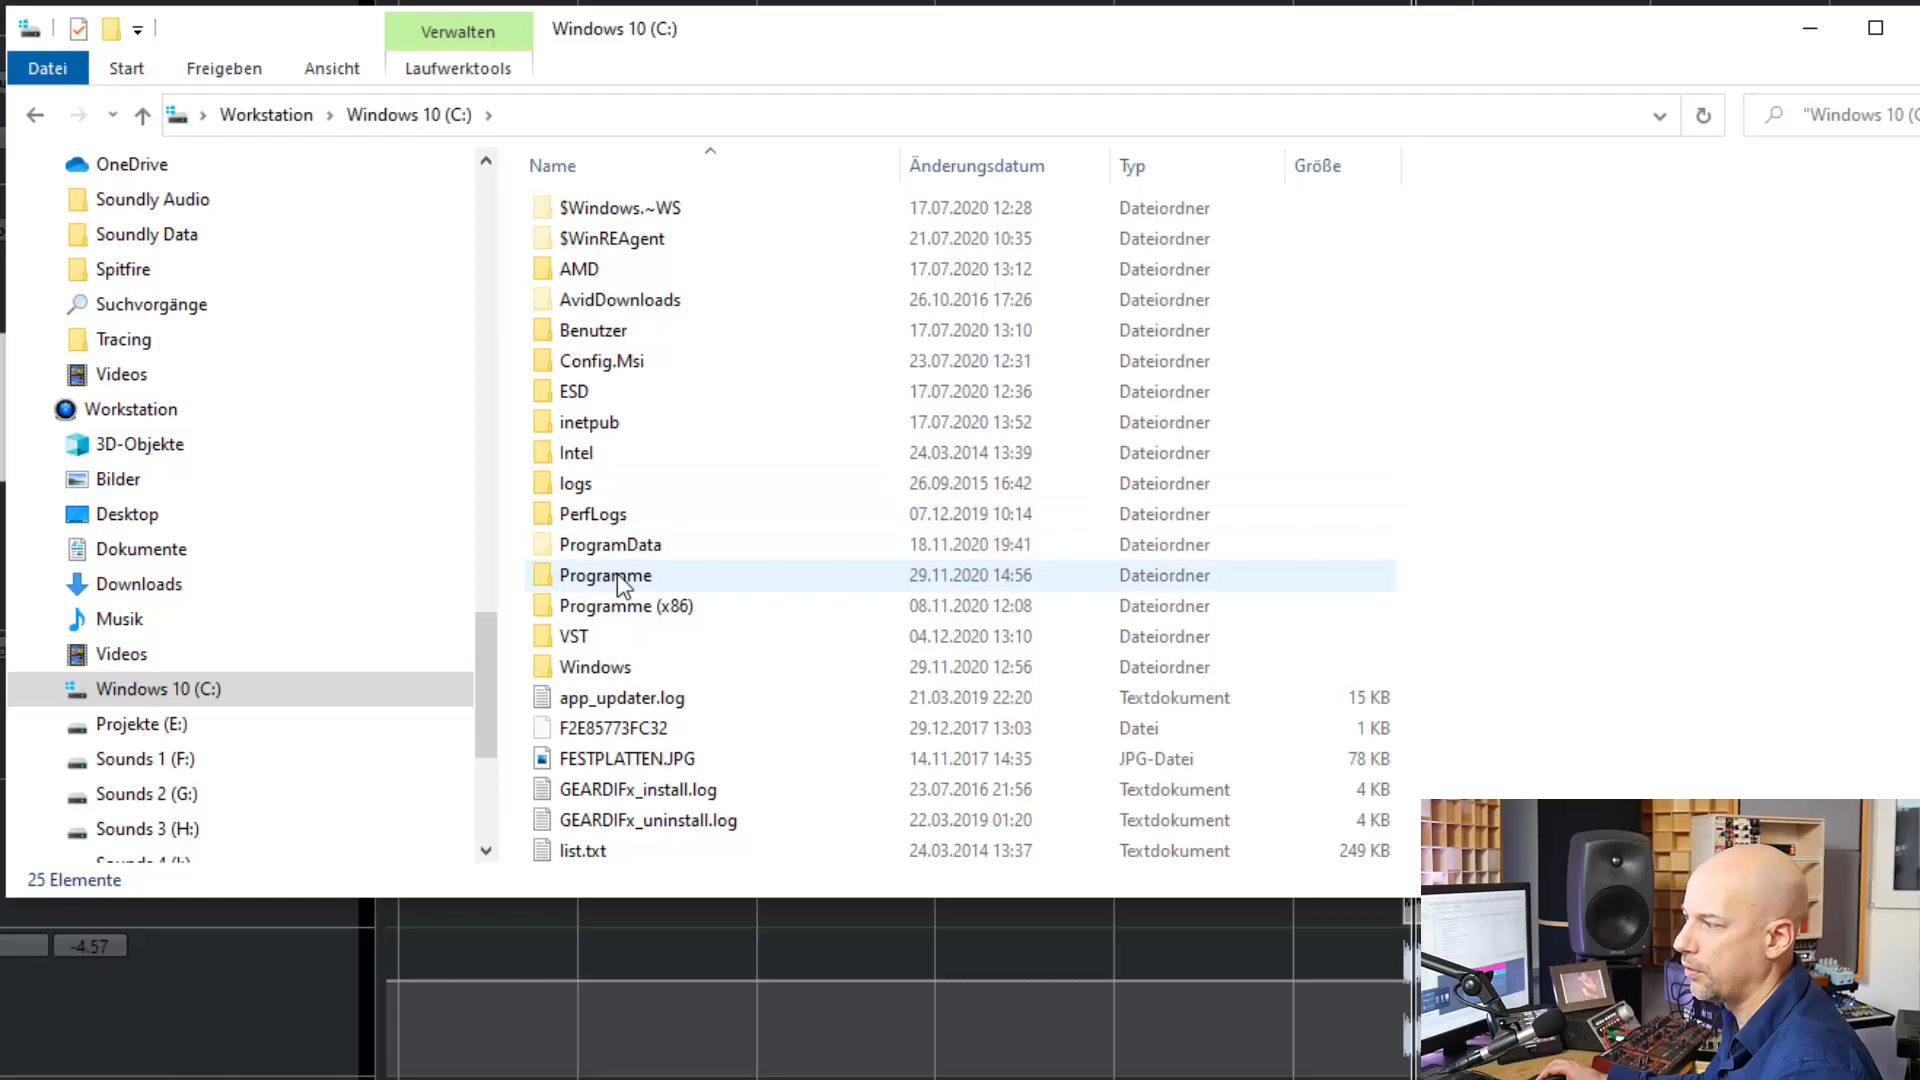 Verwalten
Windows 10 (C:)
Datei Start Freigeben Ansicht Laufwerktools
Workstation Windows 10 (C:)
"Windows 10 (C
OneDrive
Soundly Audio
Soundly Data
Spitfire
Suchvorgänge
Tracing
Videos
Workstation
3D-Objekte
Bilder
Desktop
Dokumente
Downloads
Musik
Videos
Windows 10 (C:)
Projekte (E:)
Sounds 1 (F:)
Sounds 2 (G:)
Sounds 3 (H:)
Name Änderungsdatum Typ Größe
$Windows.~WS 17.07.2020 12:28 Dateiordner
$WinREAgent 21.07.2020 10:35 Dateiordner
AMD 17.07.2020 13:12 Dateiordner
AvidDownloads 26.10.2016 17:26 Dateiordner
Benutzer 17.07.2020 13:10 Dateiordner
Config.Msi 23.07.2020 12:31 Dateiordner
ESD 17.07.2020 12:36 Dateiordner
inetpub 17.07.2020 13:52 Dateiordner
Intel 24.03.2014 13:39 Dateiordner
logs 26.09.2015 16:42 Dateiordner
PerfLogs 07.12.2019 10:14 Dateiordner
ProgramData 18.11.2020 19:41 Dateiordner
Programme 29.11.2020 14:56 Dateiordner
Programme (x86) 08.11.2020 12:08 Dateiordner
VST 04.12.2020 13:10 Dateiordner
Windows 29.11.2020 12:56 Dateiordner
app_updater.log 21.03.2019 22:20 Textdokument 15 KB
F2E85773FC32 29.12.2017 13:03 Datei 1 KB
FESTPLATTEN.JPG 14.11.2017 14:35 JPG-Datei 78 KB
GEARDIFx_install.log 23.07.2016 21:56 Textdokument 4 KB
GEARDIFx_uninstall.log 22.03.2019 01:20 Textdokument 4 KB
list.txt 24.03.2014 13:37 Textdokument 249 KB
25 Elemente
-4.57